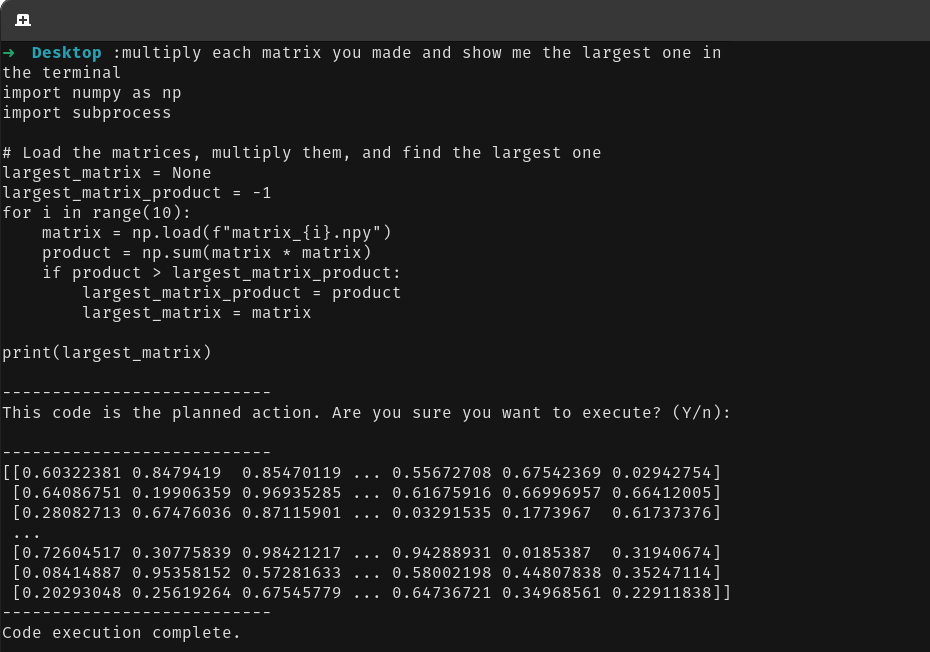 →  Desktop :multiply each matrix you made and show me the largest one in
the terminal
import numpy as np
import subprocess

# Load the matrices, multiply them, and find the largest one
largest_matrix = None
largest_matrix_product = -1
for i in range(10):
    matrix = np.load(f"matrix_{i}.npy")
    product = np.sum(matrix * matrix)
    if product > largest_matrix_product:
        largest_matrix_product = product
        largest_matrix = matrix

print(largest_matrix)

---------------------------
This code is the planned action. Are you sure you want to execute? (Y/n):

---------------------------
[[0.60322381 0.8479419  0.85470119 ... 0.55672708 0.67542369 0.02942754]
 [0.64086751 0.19906359 0.96935285 ... 0.61675916 0.66996957 0.66412005]
 [0.28082713 0.67476036 0.87115901 ... 0.03291535 0.1773967  0.61737376]
 ...
 [0.72604517 0.30775839 0.98421217 ... 0.94288931 0.0185387  0.31940674]
 [0.08414887 0.95358152 0.57281633 ... 0.58002198 0.44807838 0.35247114]
 [0.20293048 0.25619264 0.67545779 ... 0.64736721 0.34968561 0.22911838]]
---------------------------
Code execution complete.